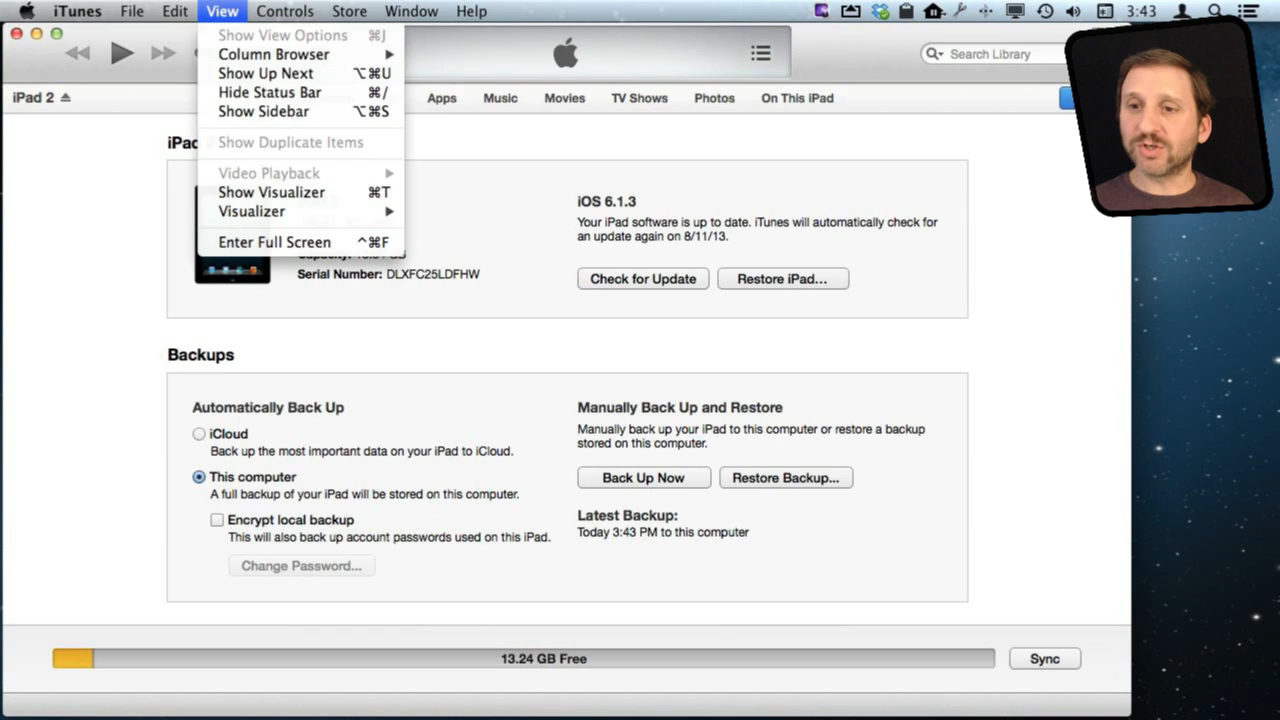 iTunes File Edit View Controls Store Window Help 3:43
Show View Options ⌘J
Column Browser
Show Up Next ⌥⌘U
Hide Status Bar ⌘/
Show Sidebar ⌥⌘S
Show Duplicate Items
Video Playback
Show Visualizer ⌘T
Visualizer
Enter Full Screen ^⌘F
Search Library
iPad 2 Apps Music Movies TV Shows Photos On This iPad
iPad
Serial Number: DLXFC25LDFHW
iOS 6.1.3
Your iPad software is up to date. iTunes will automatically check for
an update again on 8/11/13.
Check for Update Restore iPad...
Backups
Automatically Back Up
iCloud
Back up the most important data on your iPad to iCloud.
This computer
A full backup of your iPad will be stored on this computer.
Encrypt local backup
This will also back up account passwords used on this iPad.
Change Password...
Manually Back Up and Restore
Manually back up your iPad to this computer or restore a backup
stored on this computer.
Back Up Now Restore Backup...
Latest Backup:
Today 3:43 PM to this computer
13.24 GB Free
Sync